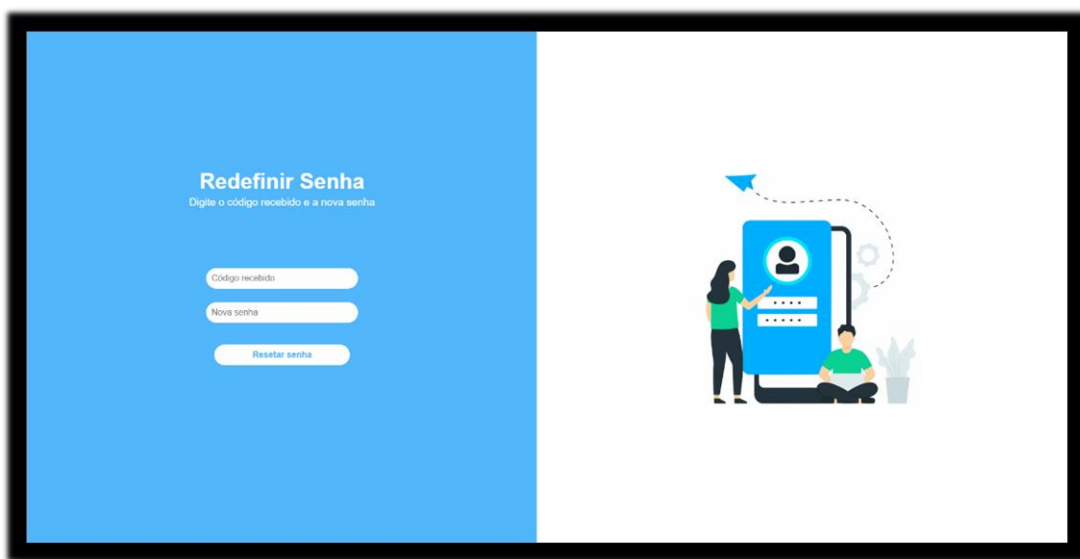 Redefinir Senha
Digite o código recebido e a nova senha
Código recebido
Nova senha
Resetar senha